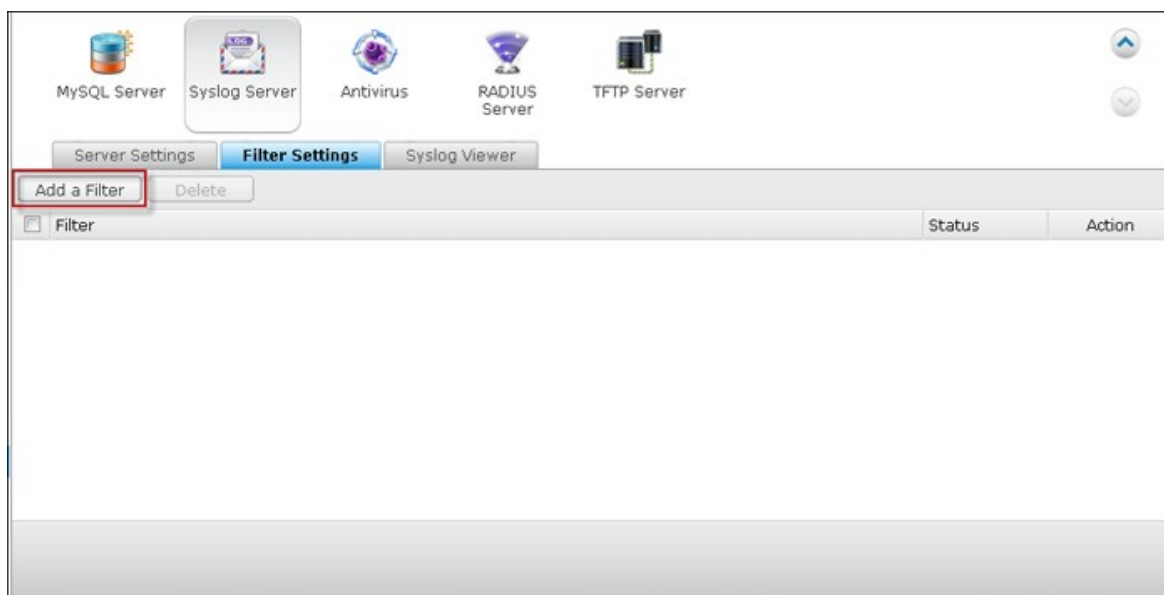 LOG
MySQL Server
Syslog Server
Antivirus
RADIUS
Server
TFTP Server
Server Settings
Filter Settings
Syslog Viewer
Add a Filter
Delete
Filter
Status
Action